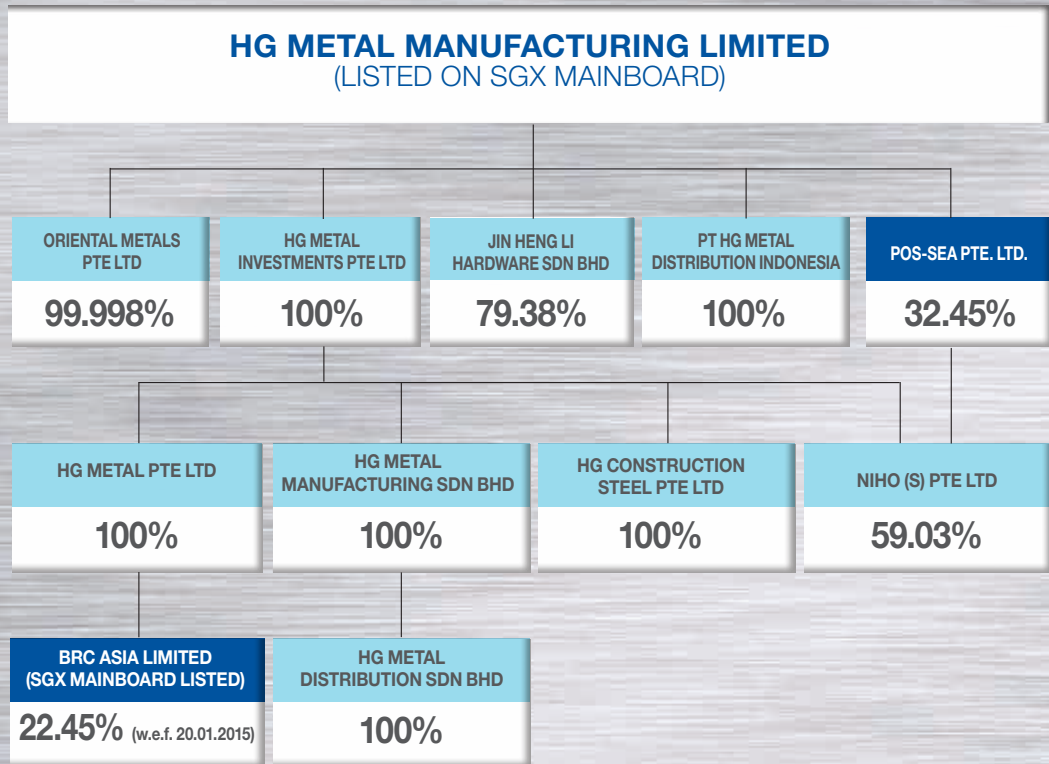 HG METAL MANUFACTURING LIMITED
(LISTED ON SGX MAINBOARD)
ORIENTAL METALS
PTE LTD
99.998%
HG METAL
INVESTMENTS PTE LTD
100%
JIN HENG LI
HARDWARE SDN BHD
79.38%
PT HG METAL
DISTRIBUTION INDONESIA
100%
POS-SEA PTE. LTD.
32.45%
HG METAL PTE LTD
100%
HG METAL
MANUFACTURING SDN BHD
100%
HG CONSTRUCTION
STEEL PTE LTD
100%
NIHO (S) PTE LTD
59.03%
BRC ASIA LIMITED
(SGX MAINBOARD LISTED)
22.45% (w.e.f. 20.01.2015)
HG METAL
DISTRIBUTION SDN BHD
100%